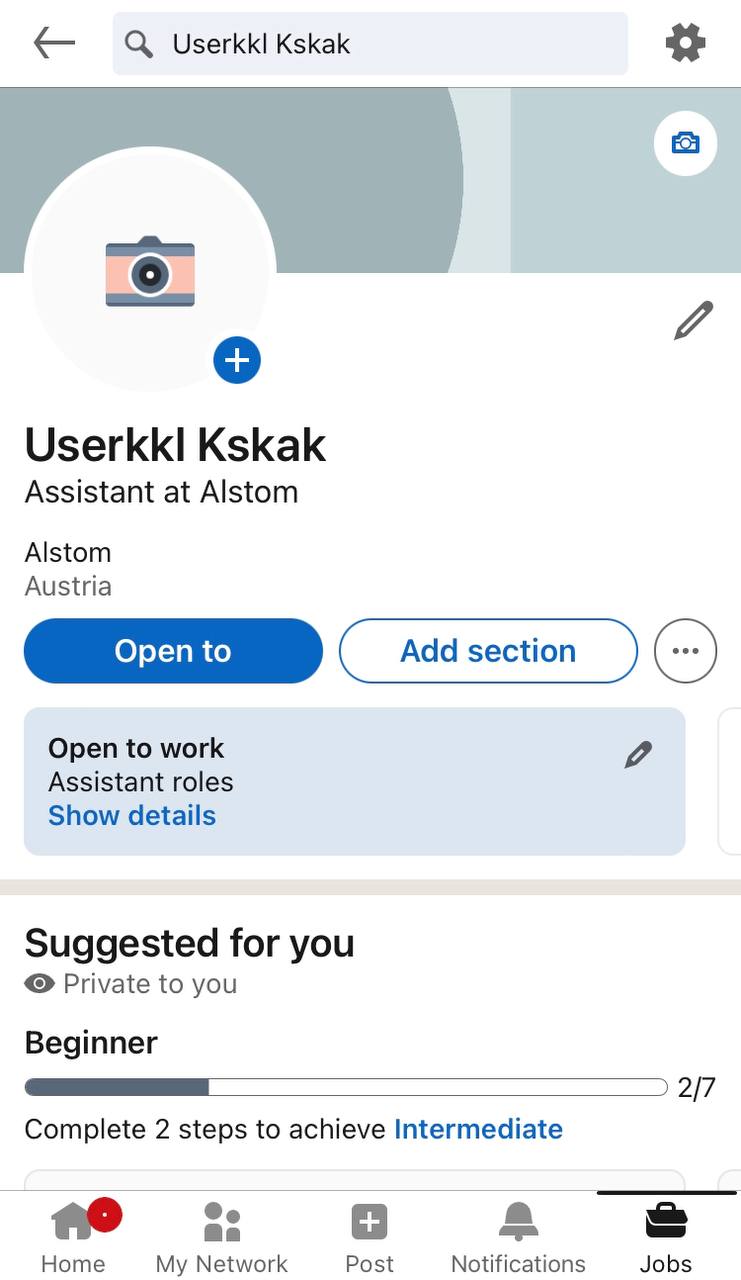 Userkkl Kskak
Userkkl Kskak
Assistant at Alstom
Alstom
Austria
Open to
Add section
Open to work
Assistant roles
Show details
Suggested for you
Private to you
Beginner
2/7
Complete 2 steps to achieve Intermediate
Home
My Network
Post
Notifications
Jobs